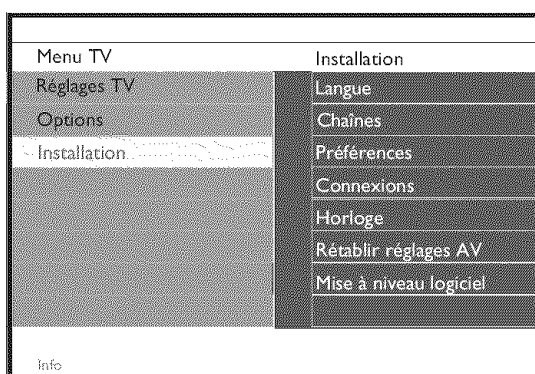 Menu TV
Réglages TV
Options
Installation
Installation
Langue
Chaînes
Préférences
Connexions
Horloge
Rétablir réglages AV
Mise à niveau logiciel
Info